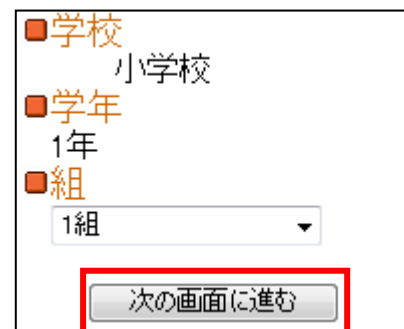 学校
小学校
学年
1年
組
1組
次の画面に進む